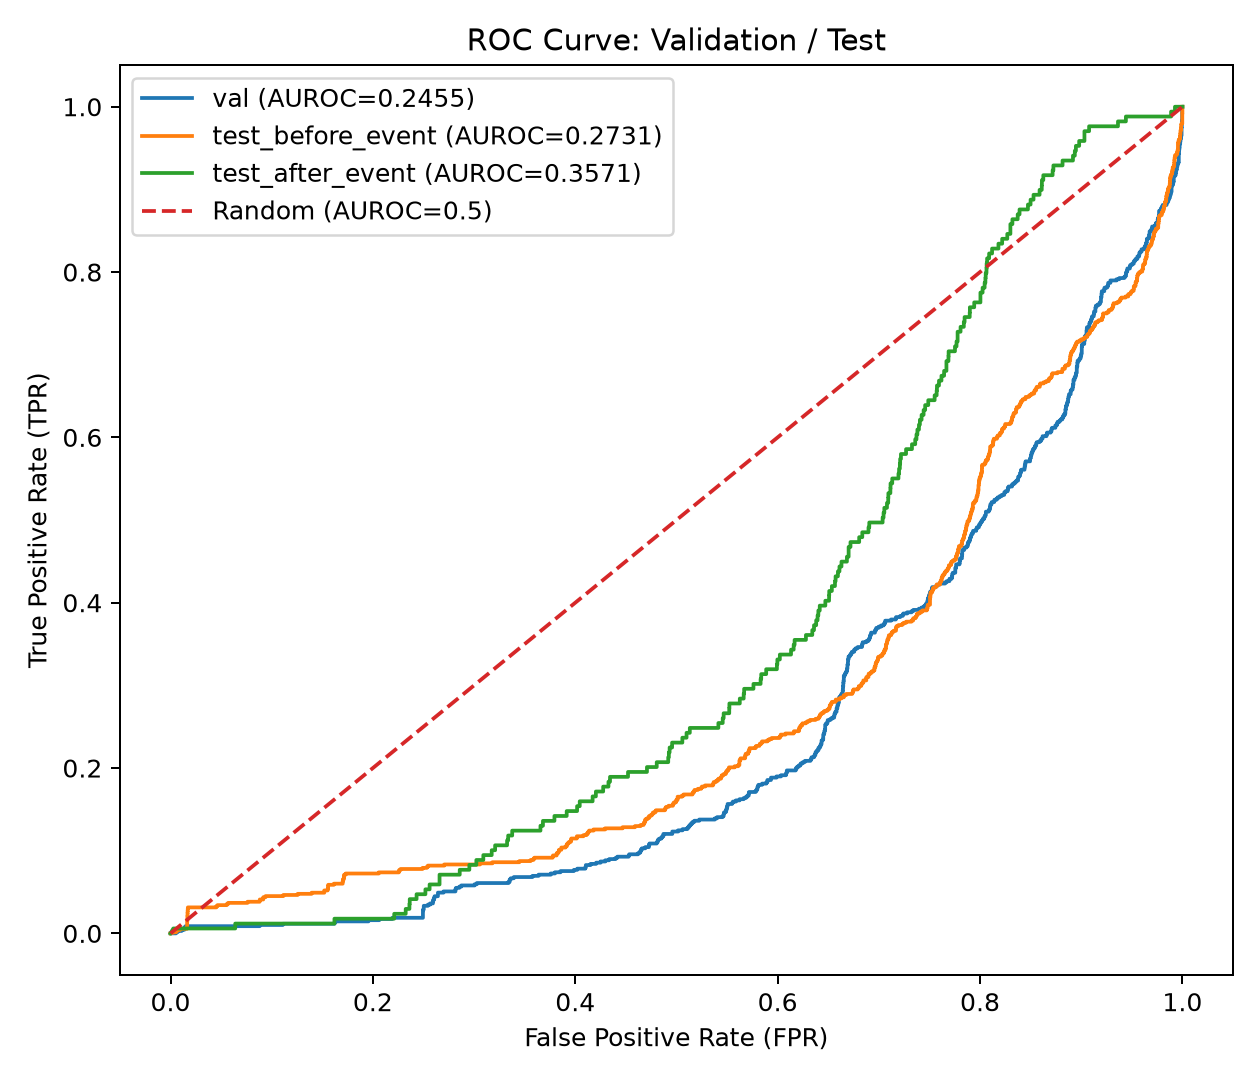 ROC Curve: Validation / Test
val (AUROC=0.2455)
test_before_event (AUROC=0.2731)
test_after_event (AUROC=0.3571)
Random (AUROC=0.5)
True Positive Rate (TPR)
1.0
0.8
0.6
0.4
0.2
0.0
0.0 0.2 0.4 0.6 0.8 1.0
False Positive Rate (FPR)